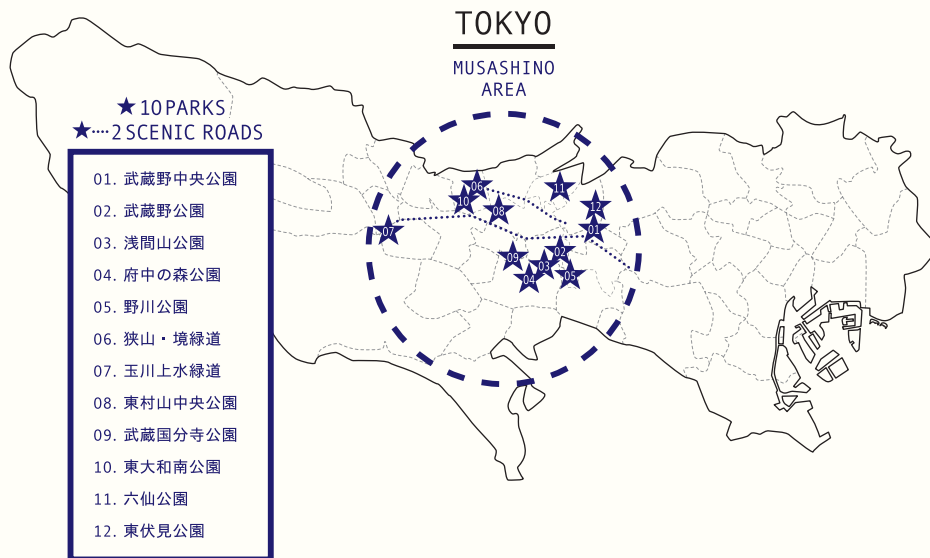 TOKYO
MUSASHINO
AREA
★10PARKS
★····2 SCENIC ROADS
01. 武蔵野中央公園
02. 武蔵野公園
03. 浅間山公園
04. 府中の森公園
05. 野川公園
06. 狭山・境緑道
07. 玉川上水緑道
08. 東村山中央公園
09. 武蔵国分寺公園
10. 東大和南公園
11. 六仙公園
12. 東伏見公園
06
11
10
08
12
07
01
02
09
03
05
04